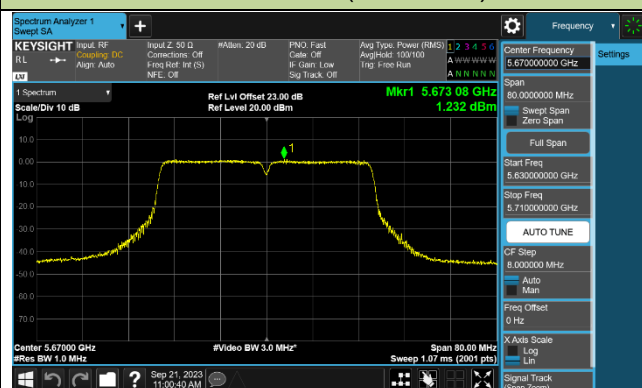 Spectrum Analyzer 1
Swept SA
Frequency
KEYSIGHT
RL
LXI
Input: RF
Coupling: DC
Align: Auto
Input Z: 50 Ω
Corrections: Off
Freq Ref: Int (S)
NFE: Off
#Atten: 20 dB
PNO: Fast
Gate: Off
IF Gain: Low
Sig Track: Off
Avg Type: Power (RMS)
Avg|Hold: 100/100
Trig: Free Run
1 2 3 4 5 6
A W W W W W
A N N N N N
1 Spectrum
Scale/Div 10 dB
Log
Ref Lvl Offset 23.00 dB
Ref Level 20.00 dBm
Mkr1 5.673 08 GHz
1.232 dBm
10.0
0.00
-10.0
-20.0
-30.0
-40.0
-50.0
-60.0
-70.0
1
Center 5.67000 GHz
#Res BW 1.0 MHz
#Video BW 3.0 MHz*
Span 80.00 MHz
Sweep 1.07 ms (2001 pts)
Sep 21, 2023
11:00:40 AM
Center Frequency
5.670000000 GHz
Span
80.0000000 MHz
Swept Span
Zero Span
Full Span
Start Freq
5.630000000 GHz
Stop Freq
5.710000000 GHz
AUTO TUNE
CF Step
8.000000 MHz
Auto
Man
Freq Offset
0 Hz
X Axis Scale
Log
Lin
Signal Track
(Span Zoom)
Settings